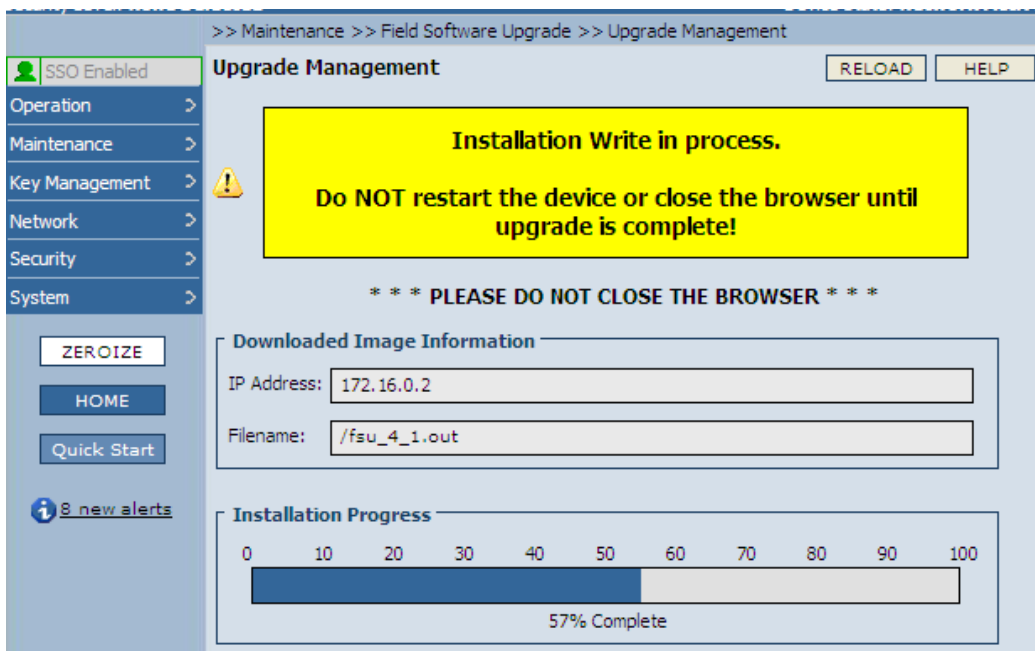 >> Maintenance >> Field Software Upgrade >> Upgrade Management
SSO Enabled
Operation >
Maintenance >
Key Management >
Network >
Security >
System >
ZEROIZE
HOME
Quick Start
8 new alerts
Upgrade Management
RELOAD
HELP
Installation Write in process.
Do NOT restart the device or close the browser until
upgrade is complete!
* * * PLEASE DO NOT CLOSE THE BROWSER * * *
Downloaded Image Information
IP Address: 172.16.0.2
Filename: /fsu_4_1.out
Installation Progress
0 10 20 30 40 50 60 70 80 90 100
57% Complete